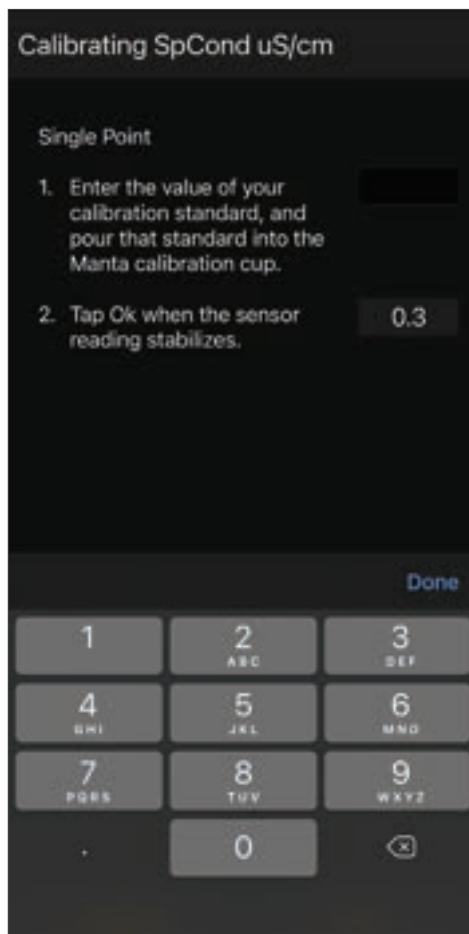 Calibrating SpCond uS/cm
Single Point
1. Enter the value of your
calibration standard, and
pour that standard into the
Manta calibration cup.
2. Tap Ok when the sensor
reading stabilizes.
0.3
Done
1
2
ABC
3
DEF
4
GHI
5
JKL
6
MNO
7
PQRS
8
TUV
9
WXYZ
.
0